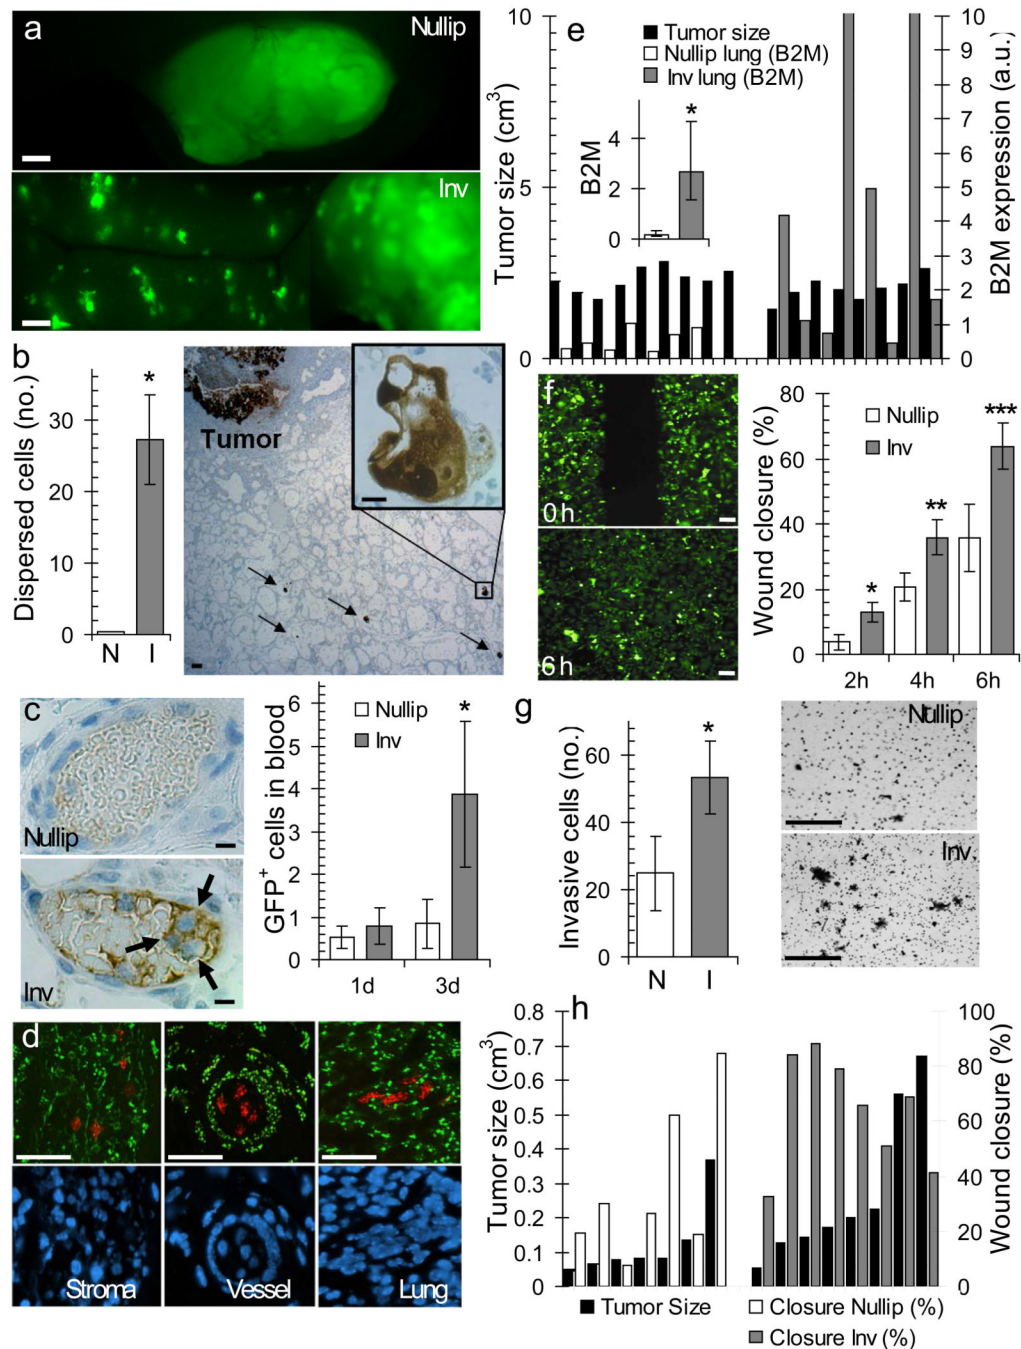 a
Nullip
Inv
b
Dispersed cells (no.)
30
20
10
0
N
I
*
Tumor
c
Nullip
Inv
GFP+ cells in blood
6
5
4
3
2
1
0
Nullip
Inv
*
1d
3d
d
Stroma
Vessel
Lung
e
Tumor size (cm3)
10
5
0
Tumor size
Nullip lung (B2M)
Inv lung (B2M)
B2M
4
2
0
*
10
9
8
7
6
5
4
3
2
1
0
B2M expression (a.u.)
f
0h
6h
Wound closure (%)
80
60
40
20
0
Nullip
Inv
*
**
***
2h
4h
6h
g
Invasive cells (no.)
60
40
20
0
*
N
I
Nullip
Inv
h
Tumor size (cm3)
0.8
0.7
0.6
0.5
0.4
0.3
0.2
0.1
0
100
80
60
40
20
0
Wound closure (%)
Tumor Size
Closure Nullip (%)
Closure Inv (%)